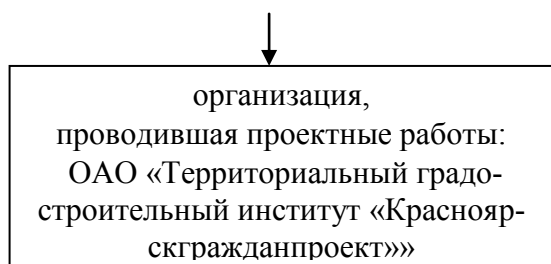 организация,
проводившая проектные работы:
ОАО «Территориальный градо-
строительный институт «Краснояр-
скгражданпроект»»